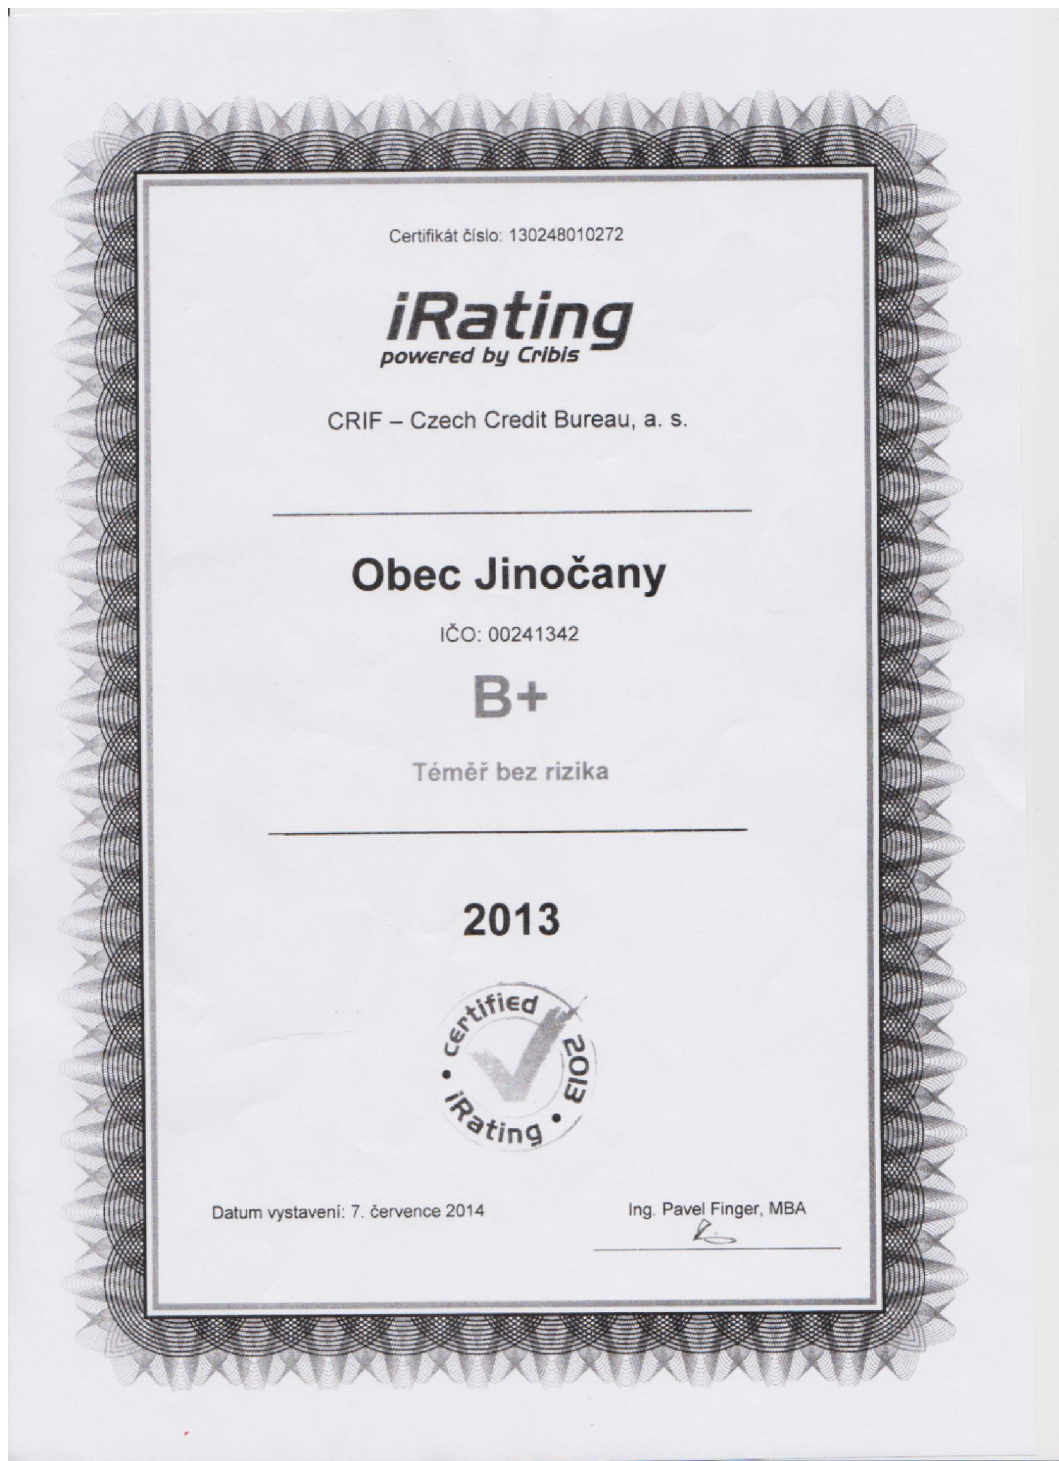 Certifikát číslo: 130248010272
iRating
powered by Cribis
CRIF – Czech Credit Bureau, a. s.
Obec Jinočany
IČO: 00241342
B+
Téměř bez rizika
2013
certified 2013
iRating
Datum vystavení: 7. července 2014
Ing. Pavel Finger, MBA